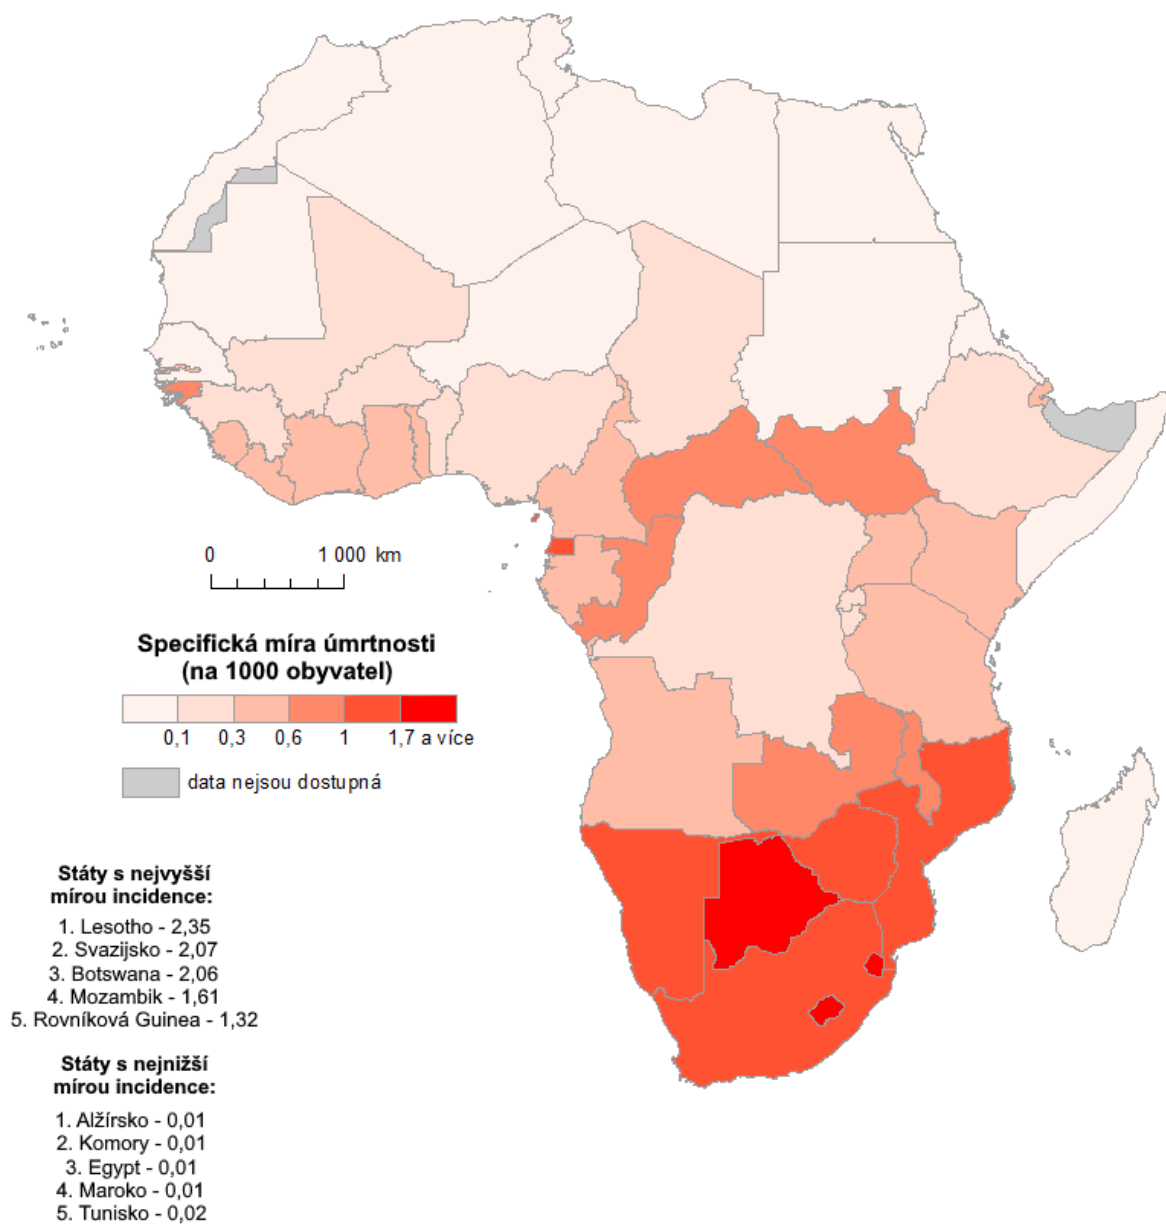 0 1 000 km
Specifická míra úmrtnosti
(na 1000 obyvatel)
0,1 0,3 0,6 1 1,7 a více
data nejsou dostupná
Státy s nejvyšší
mírou incidence:
1. Lesotho - 2,35
2. Svazijsko - 2,07
3. Botswana - 2,06
4. Mozambik - 1,61
5. Rovníková Guinea - 1,32
Státy s nejnižší
mírou incidence:
1. Alžírsko - 0,01
2. Komory - 0,01
3. Egypt - 0,01
4. Maroko - 0,01
5. Tunisko - 0,02